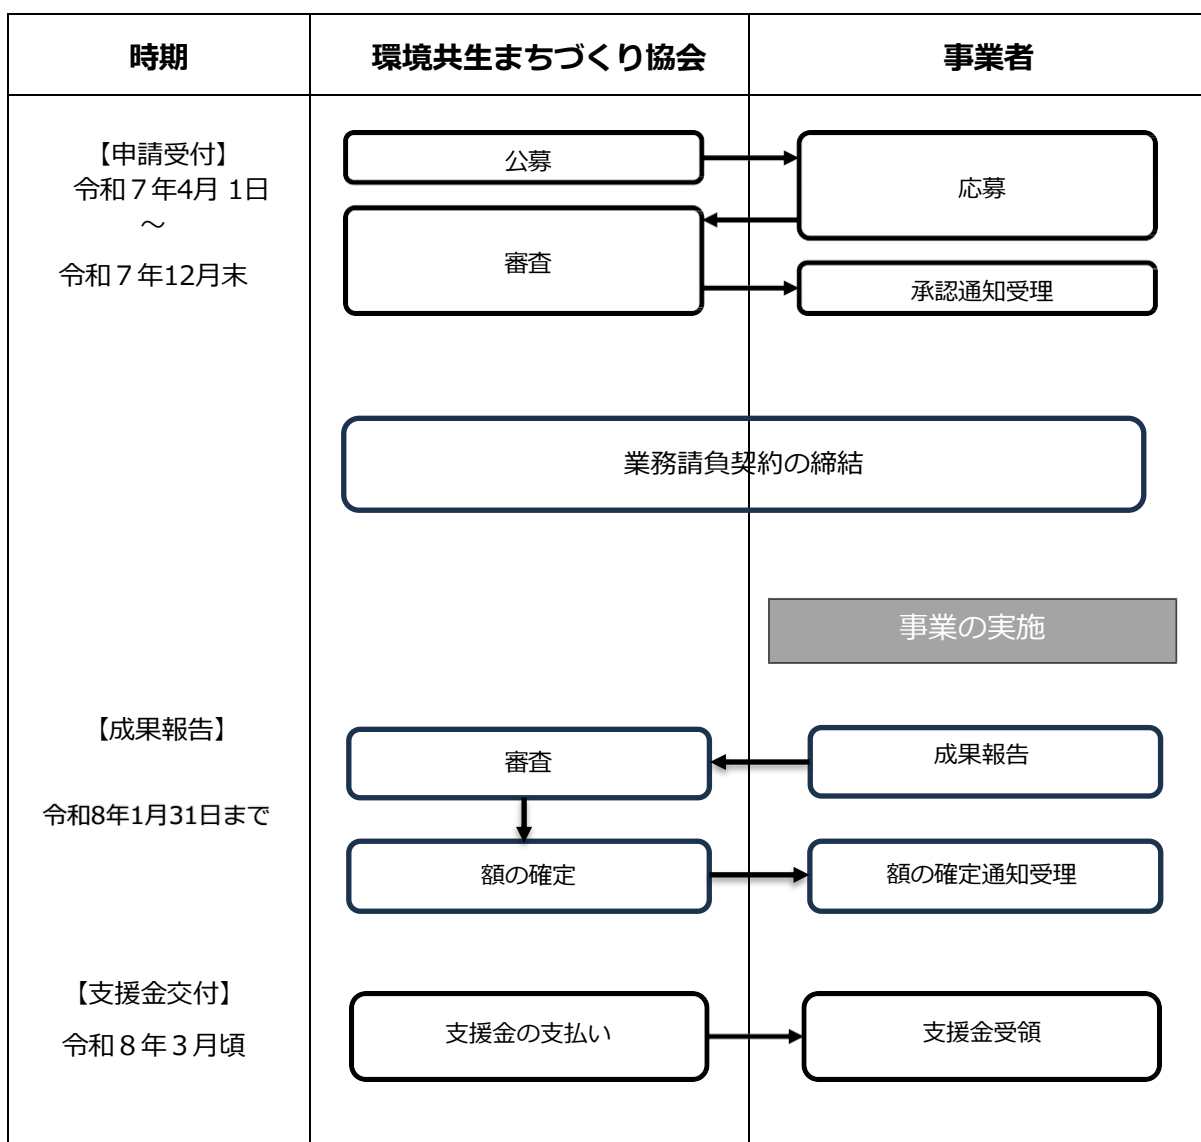 時期
環境共生まちづくり協会
事業者
【申請受付】
令和７年4月 1日
～
令和７年12月末
公募
応募
審査
承認通知受理
業務請負契約の締結
事業の実施
【成果報告】
令和8年1月31日まで
審査
成果報告
額の確定
額の確定通知受理
【支援金交付】
令和８年３月頃
支援金の支払い
支援金受領